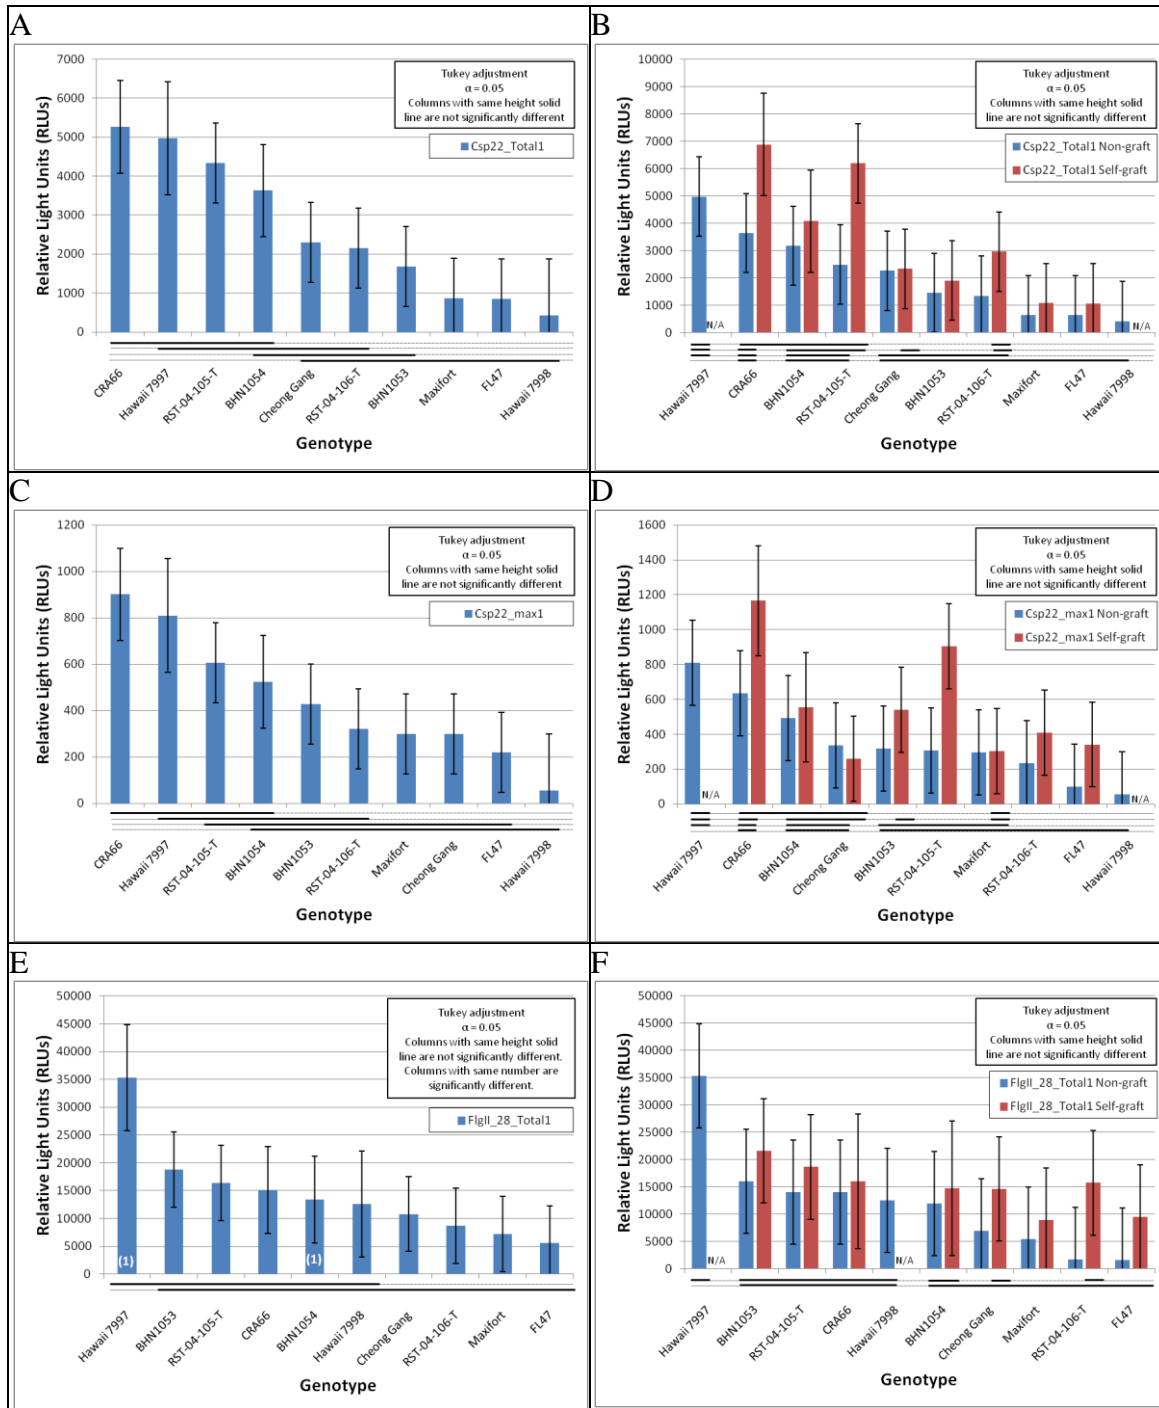 A
Relative Light Units (RLUs)
7000
6000
5000
4000
3000
2000
1000
0
Tukey adjustment
α = 0.05
Columns with same height solid
line are not significantly different
Csp22_Total1
CRA66
Hawaii 7997
RST-04-105-T
BHN1054
Cheong Gang
RST-04-106-T
BHN1053
Maxifort
FL47
Hawaii 7998
Genotype
B
Relative Light Units (RLUs)
10000
9000
8000
7000
6000
5000
4000
3000
2000
1000
0
Tukey adjustment
α = 0.05
Columns with same height solid
line are not significantly different
Csp22_Total1 Non-graft
Csp22_Total1 Self-graft
N/A
N/A
Hawaii 7997
CRA66
BHN1054
RST-04-105-T
Cheong Gang
BHN1053
RST-04-106-T
Maxifort
FL47
Hawaii 7998
Genotype
C
Relative Light Units (RLUs)
1200
1000
800
600
400
200
0
Tukey adjustment
α = 0.05
Columns with same height solid
line are not significantly different
Csp22_max1
CRA66
Hawaii 7997
RST-04-105-T
BHN1054
BHN1053
RST-04-106-T
Maxifort
Cheong Gang
FL47
Hawaii 7998
Genotype
D
Relative Light Units (RLUs)
1600
1400
1200
1000
800
600
400
200
0
Tukey adjustment
α = 0.05
Columns with same height solid
line are not significantly different
Csp22_max1 Non-graft
Csp22_max1 Self-graft
N/A
N/A
Hawaii 7997
CRA66
BHN1054
Cheong Gang
BHN1053
RST-04-105-T
Maxifort
RST-04-106-T
FL47
Hawaii 7998
Genotype
E
Relative Light Units (RLUs)
50000
45000
40000
35000
30000
25000
20000
15000
10000
5000
0
Tukey adjustment
α = 0.05
Columns with same height solid
line are not significantly different.
Columns with same number are
significantly different.
FlgII_28_Total1
(1)
(1)
Hawaii 7997
BHN1053
RST-04-105-T
CRA66
BHN1054
Hawaii 7998
Cheong Gang
RST-04-106-T
Maxifort
FL47
Genotype
F
Relative Light Units (RLUs)
50000
45000
40000
35000
30000
25000
20000
15000
10000
5000
0
Tukey adjustment
α = 0.05
Columns with same height solid
line are not significantly different
FlgII_28_Total1 Non-graft
FlgII_28_Total1 Self-graft
N/A
N/A
Hawaii 7997
BHN1053
RST-04-105-T
CRA66
Hawaii 7998
BHN1054
Cheong Gang
Maxifort
RST-04-106-T
FL47
Genotype